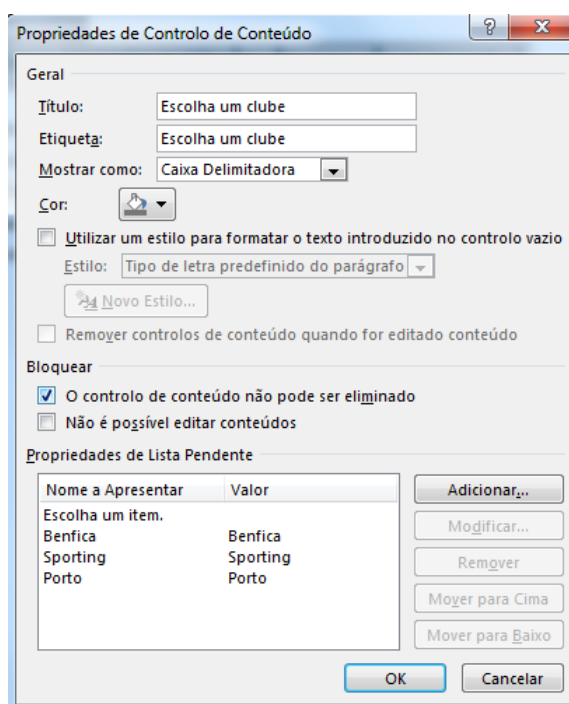 Propriedades de Controlo de Conteúdo
Geral
Título: Escolha um clube
Etiqueta: Escolha um clube
Mostrar como: Caixa Delimitadora
Cor:
Utilizar um estilo para formatar o texto introduzido no controlo vazio
Estilo: Tipo de letra predefinido do parágrafo
Novo Estilo...
Remover controlos de conteúdo quando for editado conteúdo
Bloquear
O controlo de conteúdo não pode ser eliminado
Não é possível editar conteúdos
Propriedades de Lista Pendente
Nome a Apresentar Valor
Escolha um item.
Benfica Benfica
Sporting Sporting
Porto Porto
Adicionar...
Modificar...
Remover
Mover para Cima
Mover para Baixo
OK Cancelar